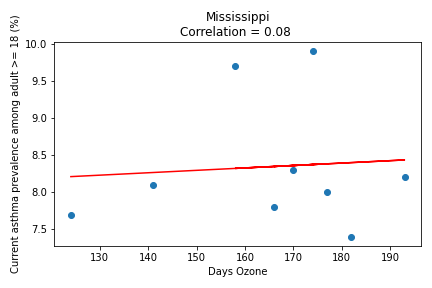 Mississippi
Correlation = 0.08
Current asthma prevalence among adult >= 18 (%)
10.0
9.5
9.0
8.5
8.0
7.5
130 140 150 160 170 180 190
Days Ozone